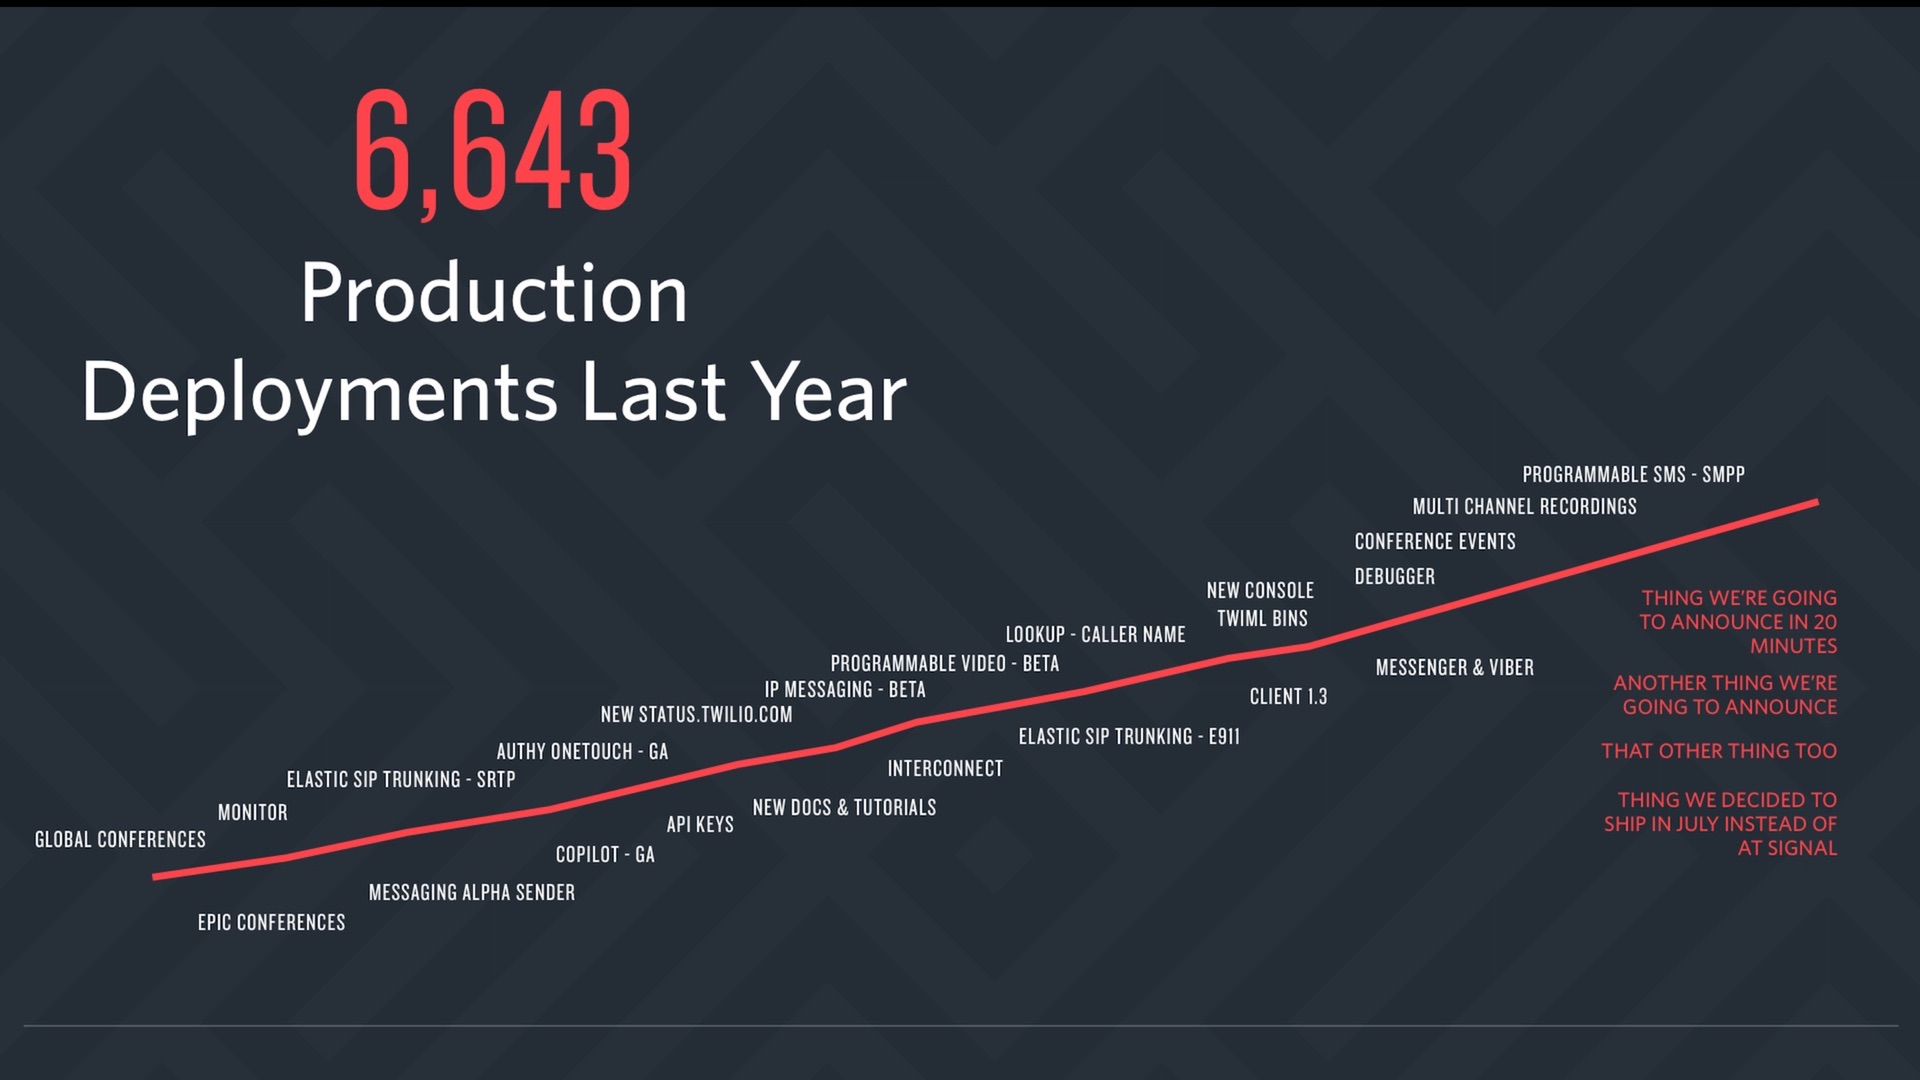 6,643
Production
Deployments Last Year
PROGRAMMABLE SMS - SMPP
MULTI CHANNEL RECORDINGS
CONFERENCE EVENTS
DEBUGGER
NEW CONSOLE
TWIML BINS
LOOKUP - CALLER NAME
PROGRAMMABLE VIDEO - BETA
IP MESSAGING - BETA
NEW STATUS.TWILIO.COM
AUTHY ONETOUCH - GA
ELASTIC SIP TRUNKING - SRTP
MONITOR
GLOBAL CONFERENCES
EPIC CONFERENCES
MESSAGING ALPHA SENDER
COPILOT - GA
API KEYS
NEW DOCS & TUTORIALS
INTERCONNECT
ELASTIC SIP TRUNKING - E911
CLIENT 1.3
MESSENGER & VIBER
THING WE'RE GOING
TO ANNOUNCE IN 20
MINUTES
ANOTHER THING WE'RE
GOING TO ANNOUNCE
THAT OTHER THING TOO
THING WE DECIDED TO
SHIP IN JULY INSTEAD OF
AT SIGNAL